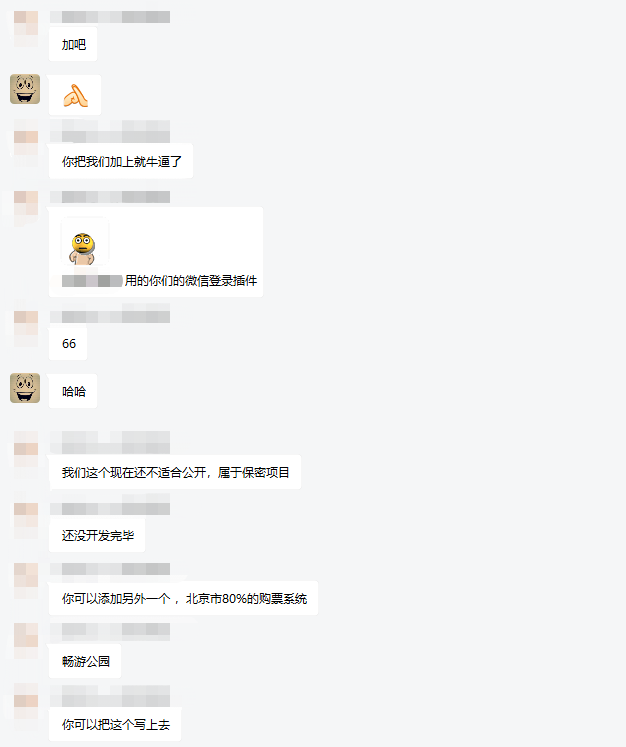 加吧
你把我们加上就牛逼了
用的你们的微信登录插件
66
哈哈
我们这个现在还不适合公开，属于保密项目
还没开发完毕
你可以添加另外一个 ，北京市80%的购票系统
畅游公园
你可以把这个写上去